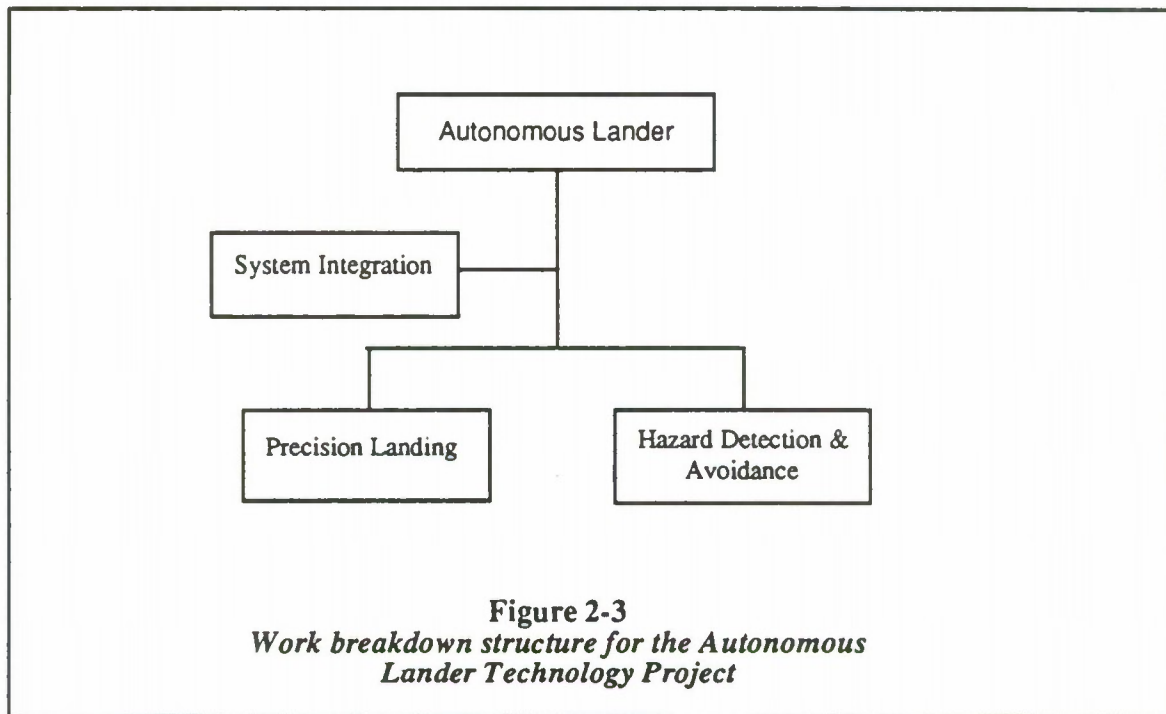 Autonomous Lander
System Integration
Precision Landing
Hazard Detection &
Avoidance
Figure 2-3
Work breakdown structure for the Autonomous
Lander Technology Project